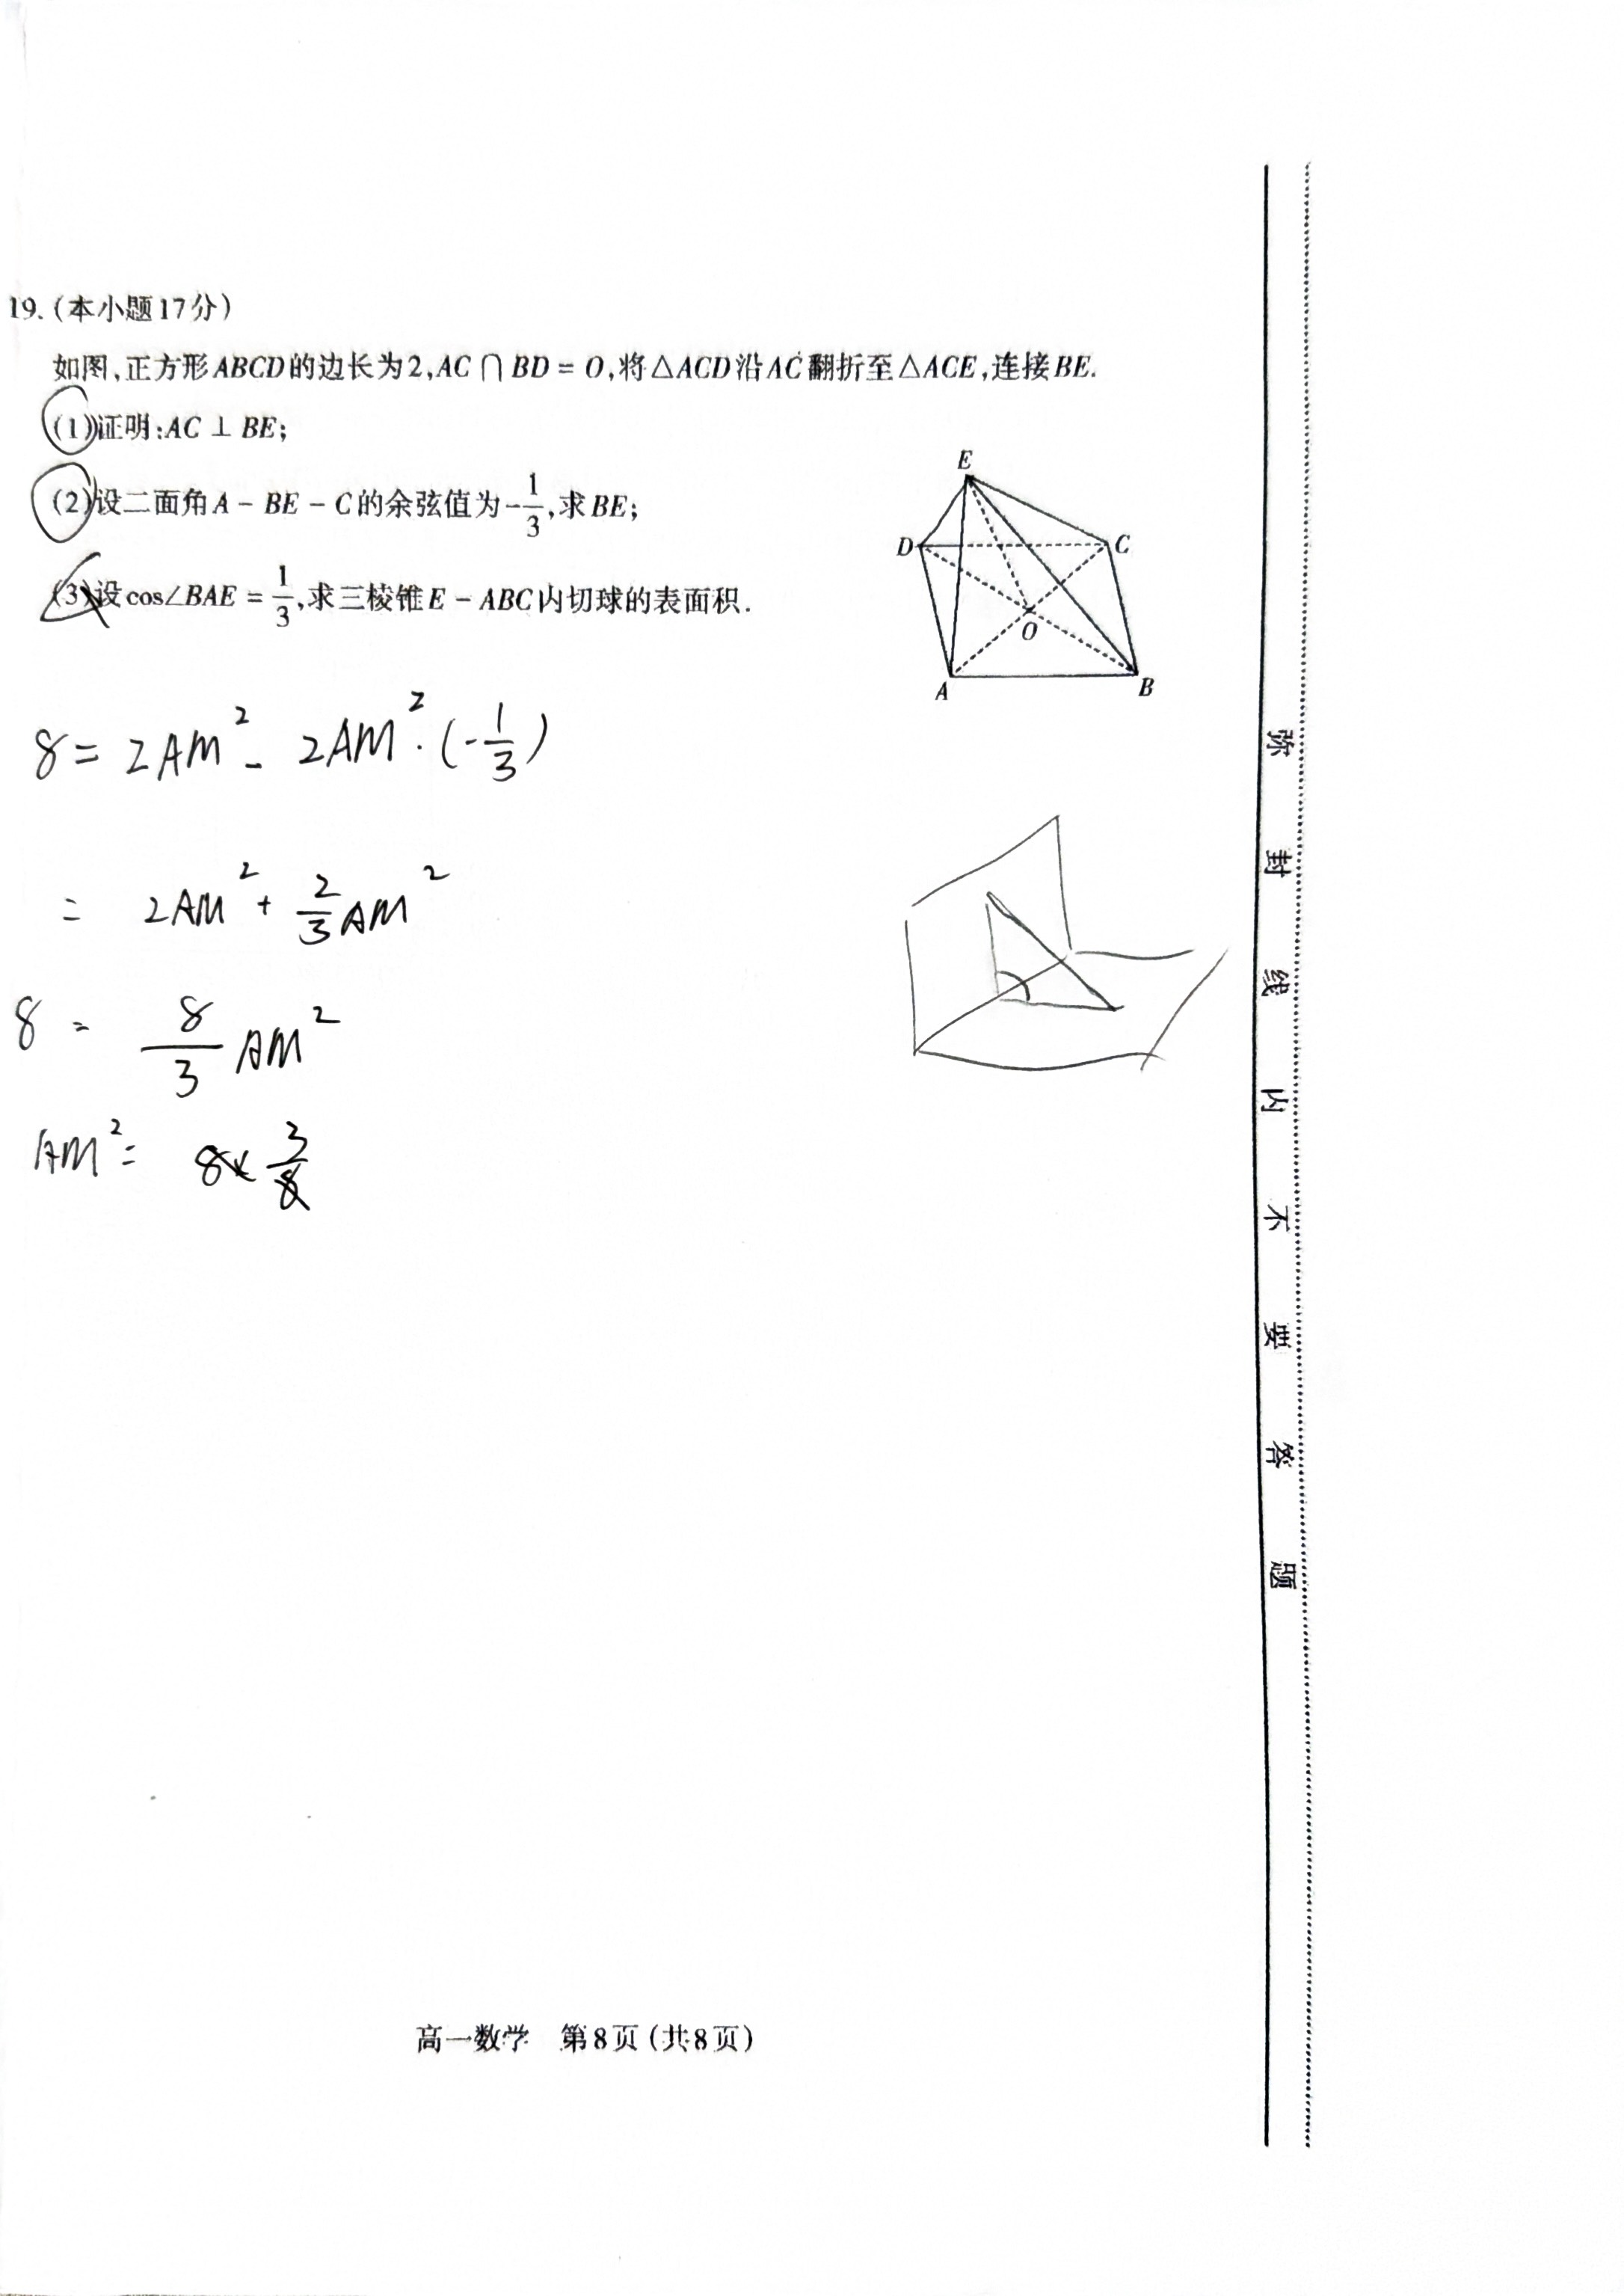 19.(本小题17分)
如图,正方形ABCD的边长为2,AC∩BD=O,将△ACD沿AC翻折至△ACE,连接BE.
(1)证明:AC⊥BE;
(2)设二面角A-BE-C的余弦值为-1/3,求BE;
(3)设cos∠BAE=1/3,求三棱锥E-ABC内切球的表面积.
E
D
C
O
A
B
8=2AM²-2AM²·(-1/3)
=2AM²+2/3AM²
8=8/3AM²
AM²=8×3/8
弥封线内不要答题
高一数学 第8页(共8页)